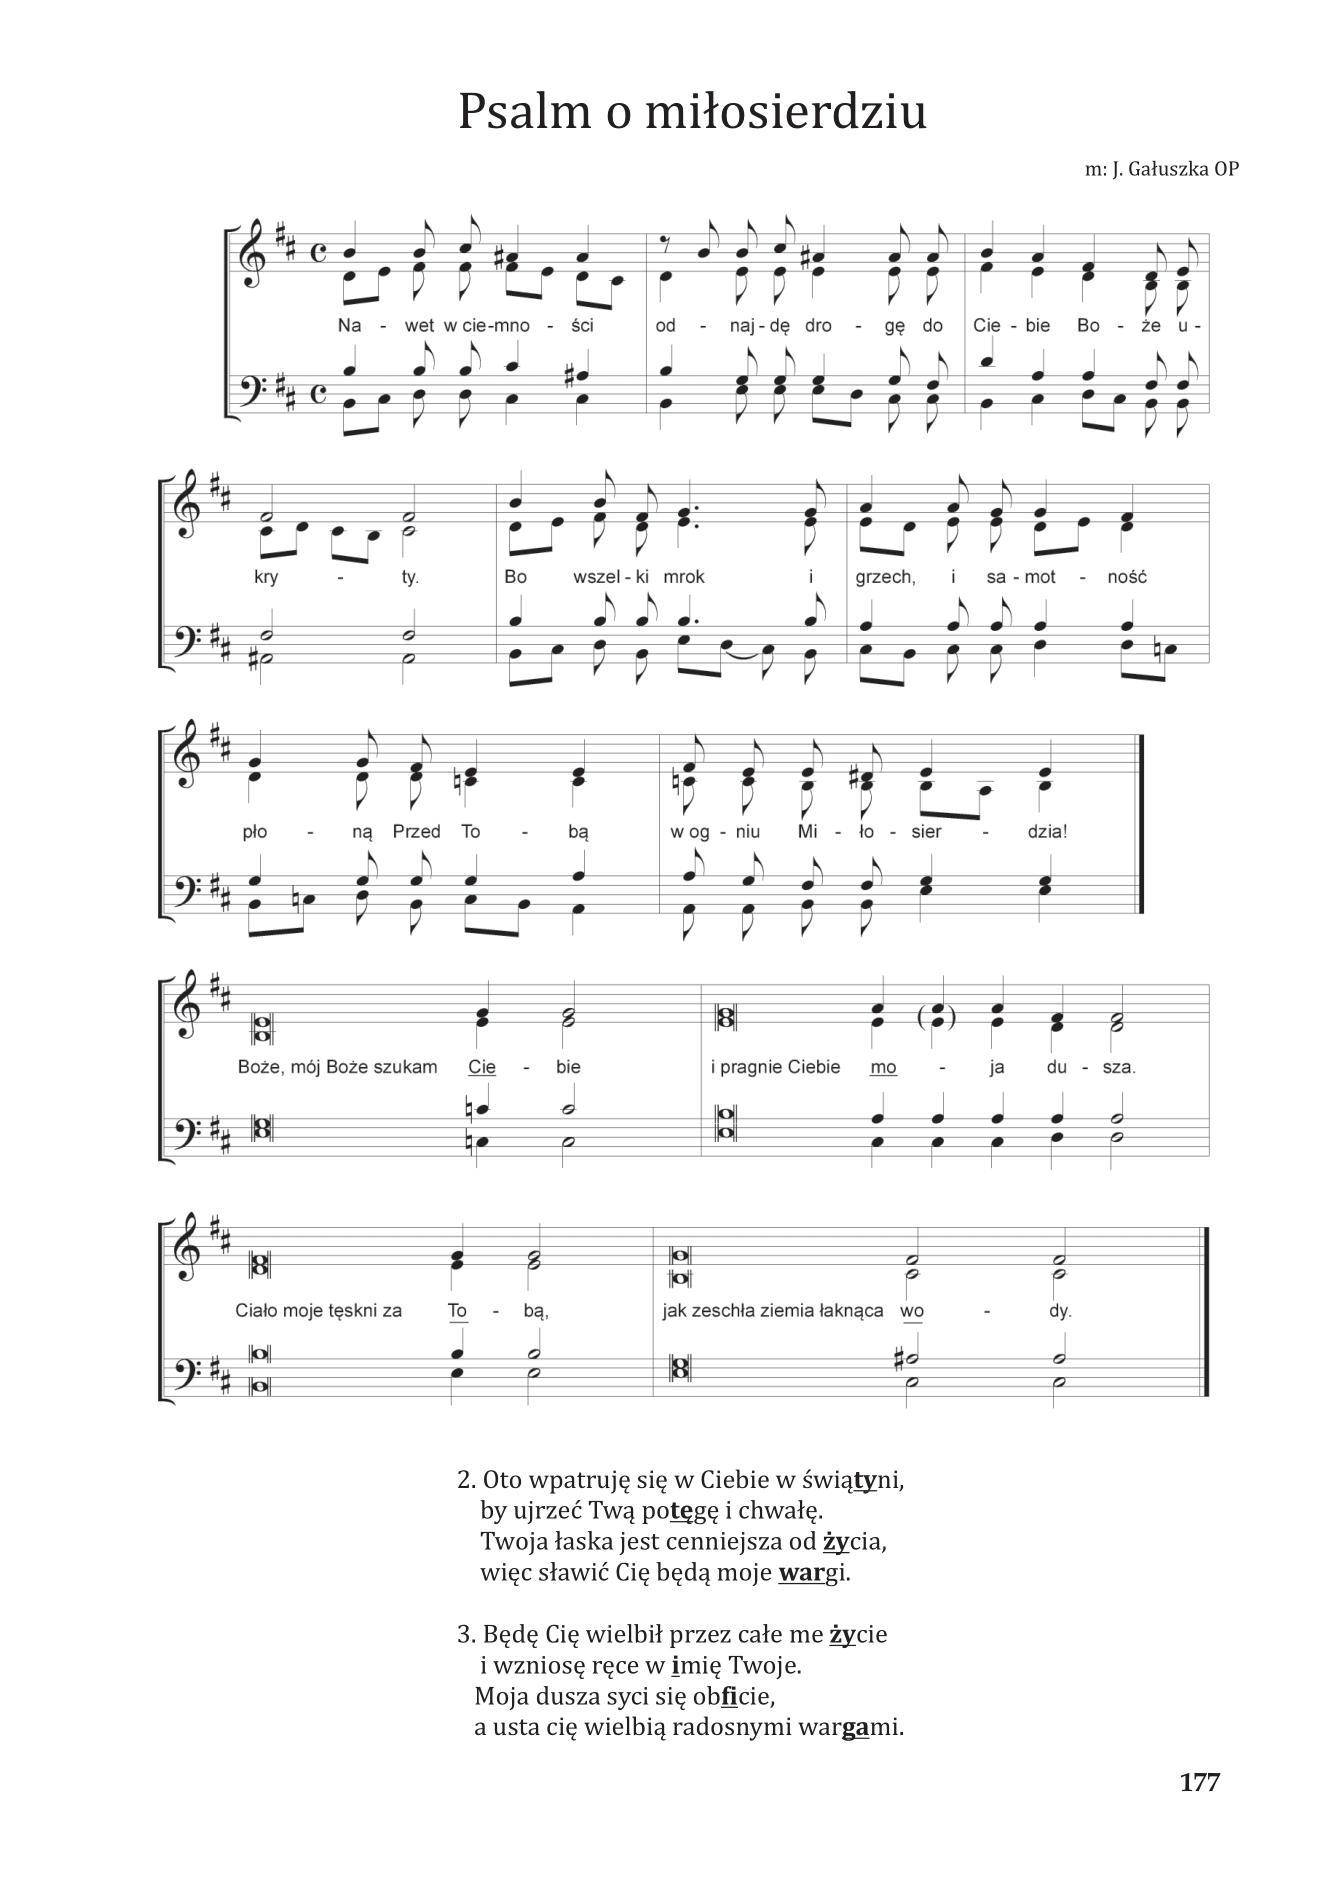 Psalm o miłosierdziu
m: J. Gałuszka OP
Na - wet w cie-mno - ści od - naj - dę dro - gę do Cie - bie Bo - że u -
kry - ty. Bo wszel - ki mrok i grzech, i sa - mot - ność
pło - ną Przed To - bą w og - niu Mi - ło - sier - dzia!
Boże, mój Boże szukam Cie - bie i pragnie Ciebie mo - ja du - sza.
Ciało moje tęskni za To - bą, jak zeschła ziemia łaknąca wo - dy.
2. Oto wpatruję się w Ciebie w świątyni,
by ujrzeć Twą potęgę i chwałę.
Twoja łaska jest cenniejsza od życia,
więc sławić Cię będą moje wargi.
3. Będę Cię wielbił przez całe me życie
i wzniosę ręce w imię Twoje.
Moja dusza syci się obficie,
a usta cię wielbią radosnymi wargami.
177